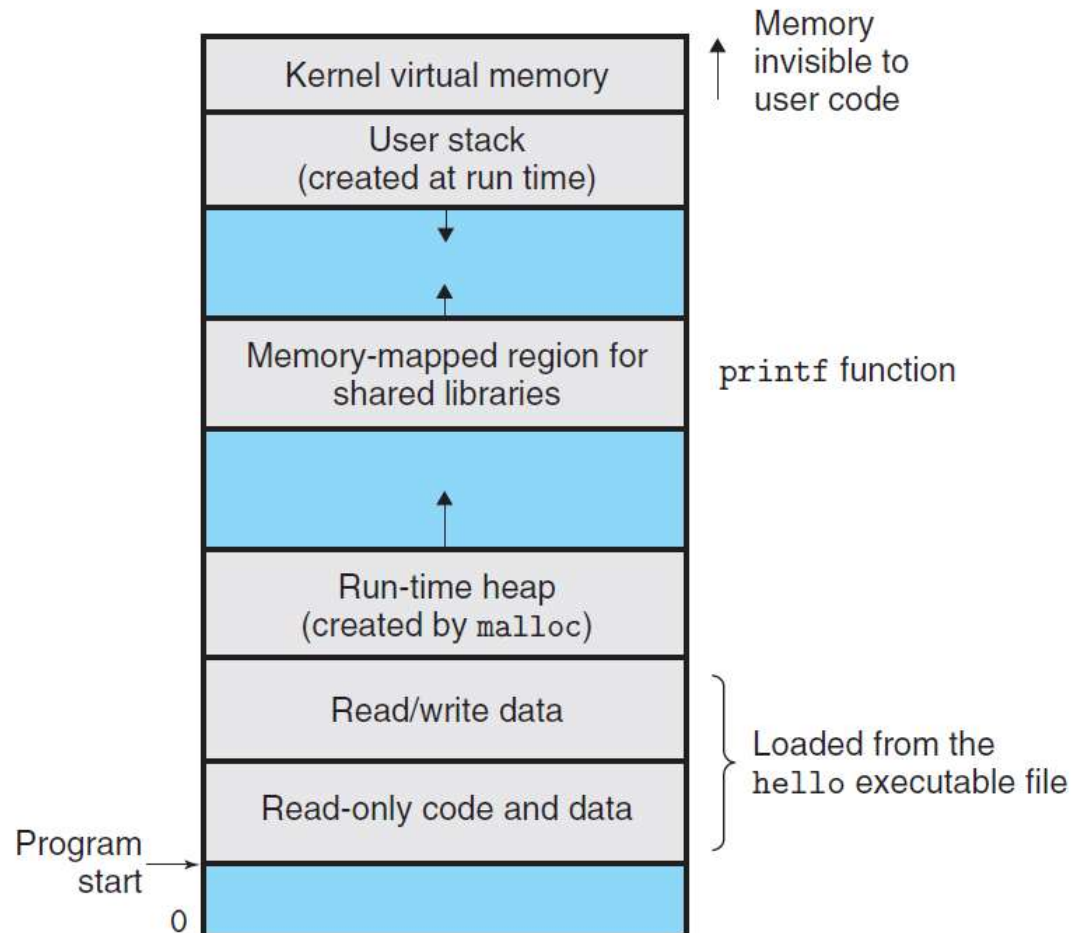 Memory
invisible to
user code
Kernel virtual memory
User stack
(created at run time)
Memory-mapped region for
shared libraries
printf function
Run-time heap
(created by malloc)
Read/write data
Loaded from the
hello executable file
Read-only code and data
Program
start
0